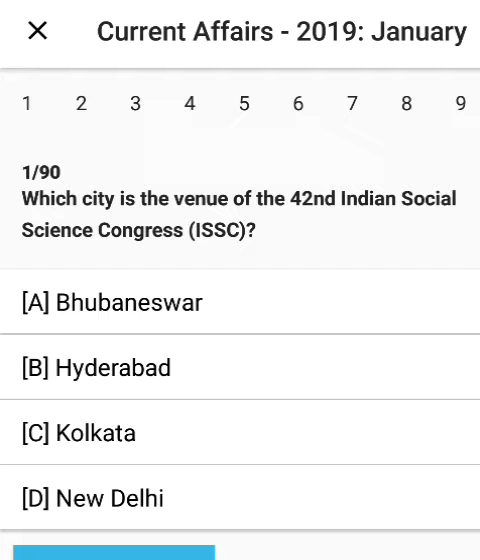 Current Affairs - 2019: January
1 2 3 4 5 6 7 8 9
1/90
Which city is the venue of the 42nd Indian Social
Science Congress (ISSC)?
[A] Bhubaneswar
[B] Hyderabad
[C] Kolkata
[D] New Delhi